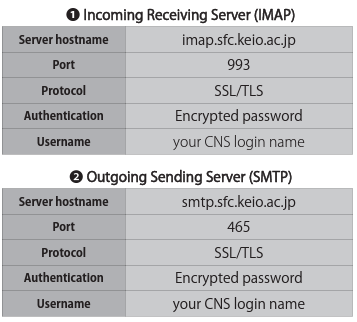 ❶ Incoming Receiving Server (IMAP)
Server hostname imap.sfc.keio.ac.jp
Port 993
Protocol SSL/TLS
Authentication Encrypted password
Username your CNS login name
❷ Outgoing Sending Server (SMTP)
Server hostname smtp.sfc.keio.ac.jp
Port 465
Protocol SSL/TLS
Authentication Encrypted password
Username your CNS login name